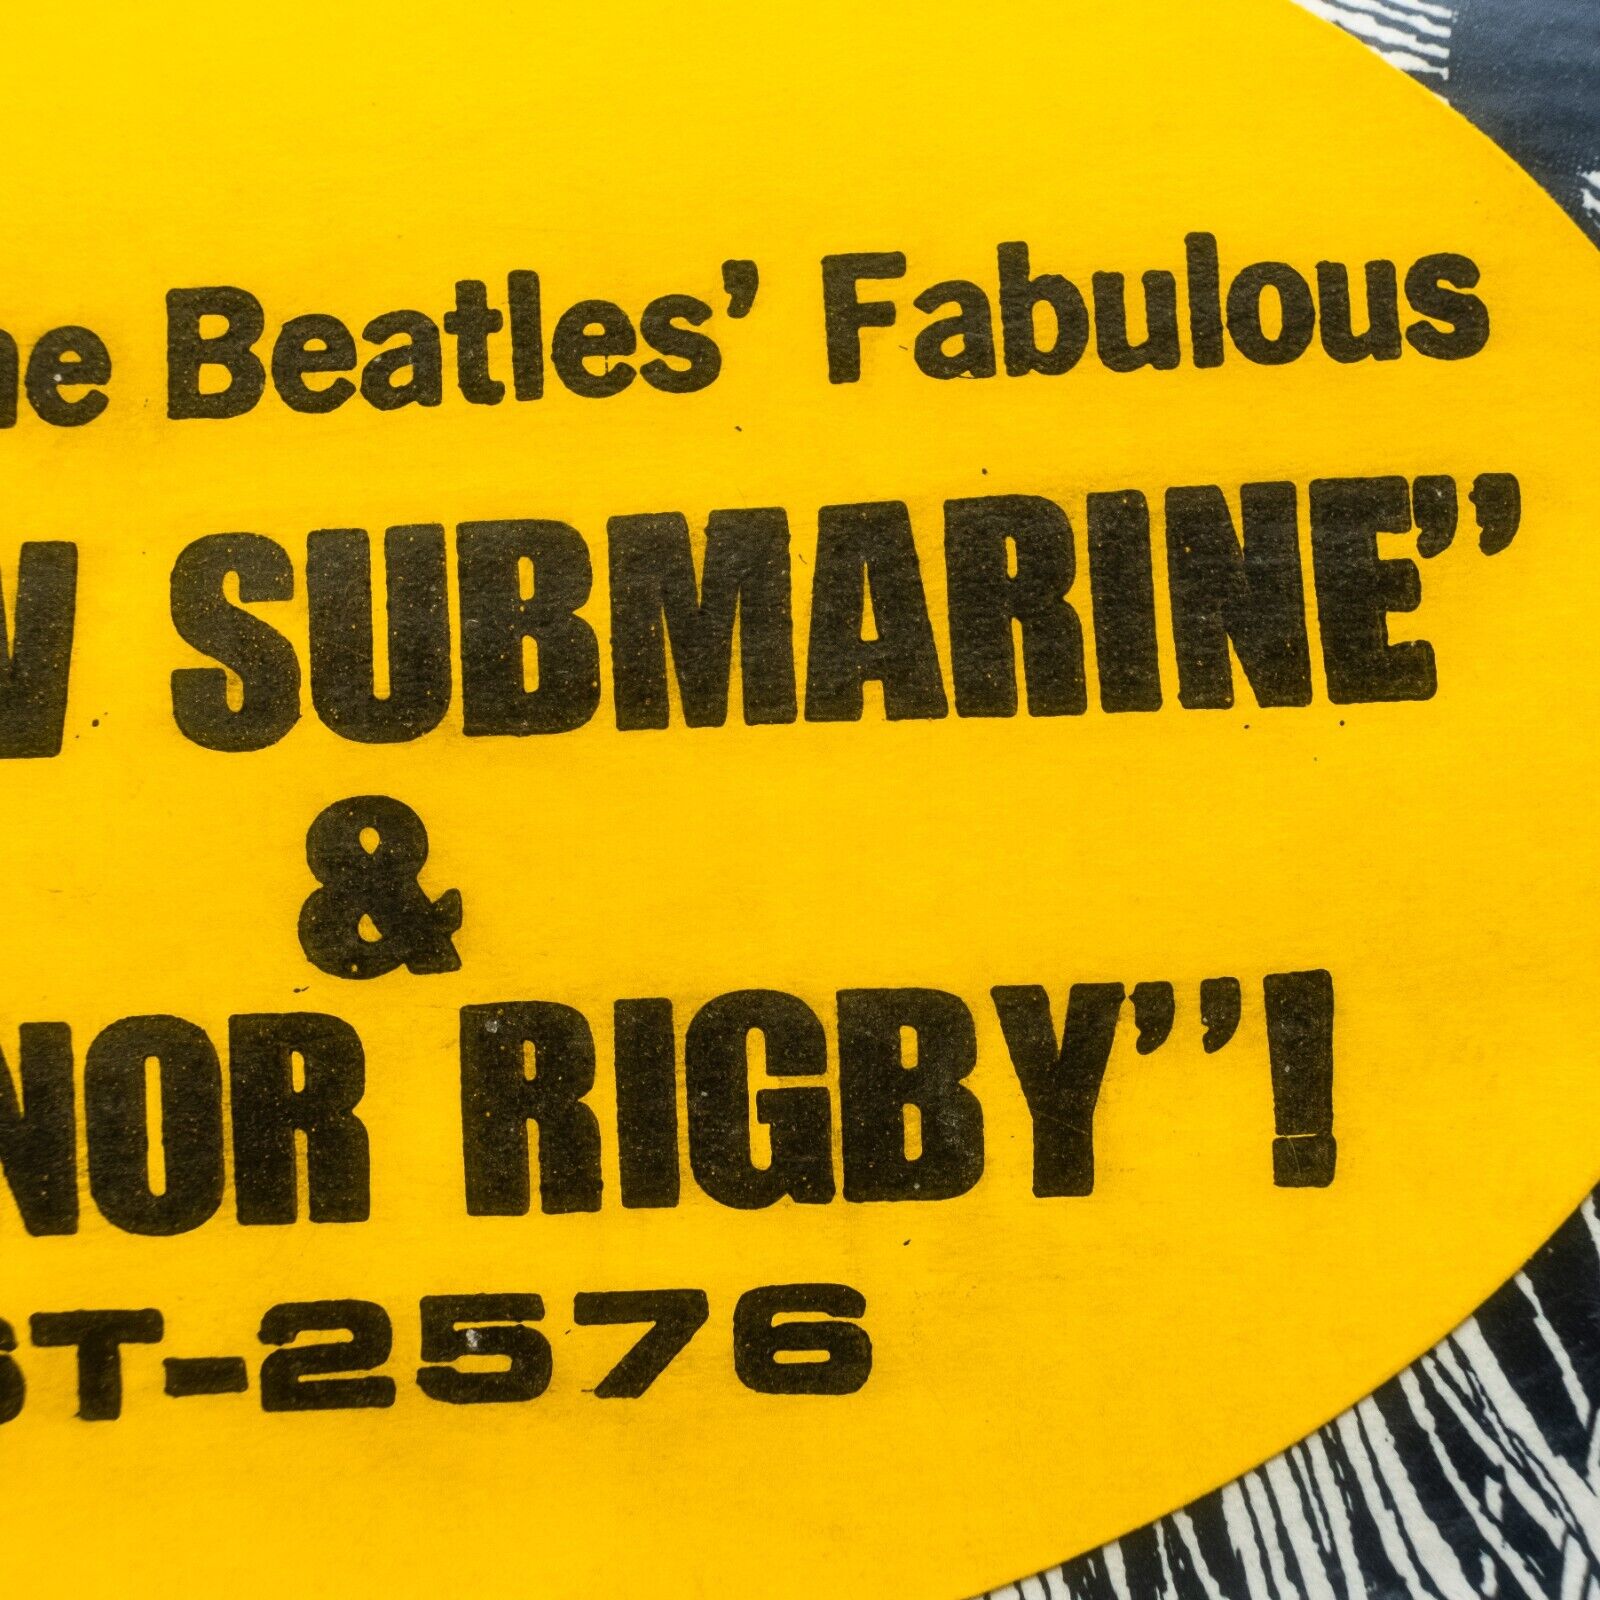 he Beatles' Fabulous
W SUBMARINE”
&
NOR RIGBY”!
ST-2576